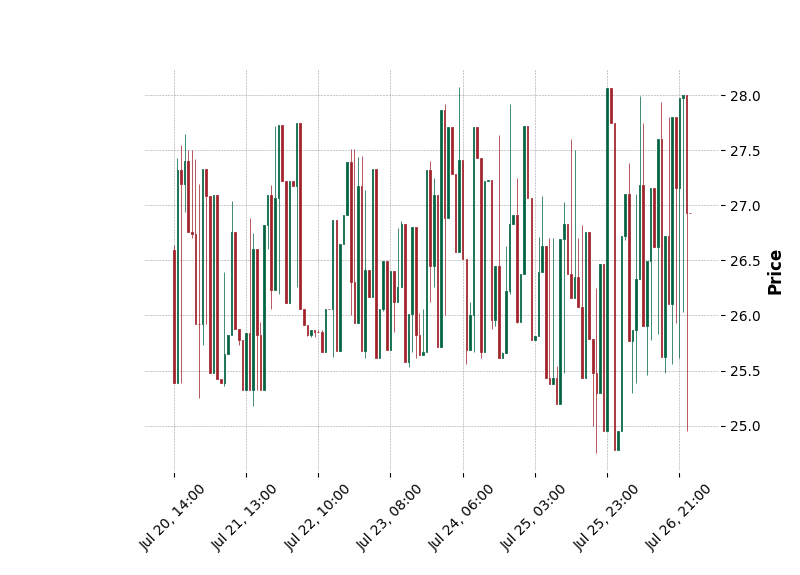 28.0
27.5
27.0
26.5
26.0
25.5
25.0
Price
Jul 20, 14:00
Jul 21, 13:00
Jul 22, 10:00
Jul 23, 08:00
Jul 24, 06:00
Jul 25, 03:00
Jul 25, 23:00
Jul 26, 21:00